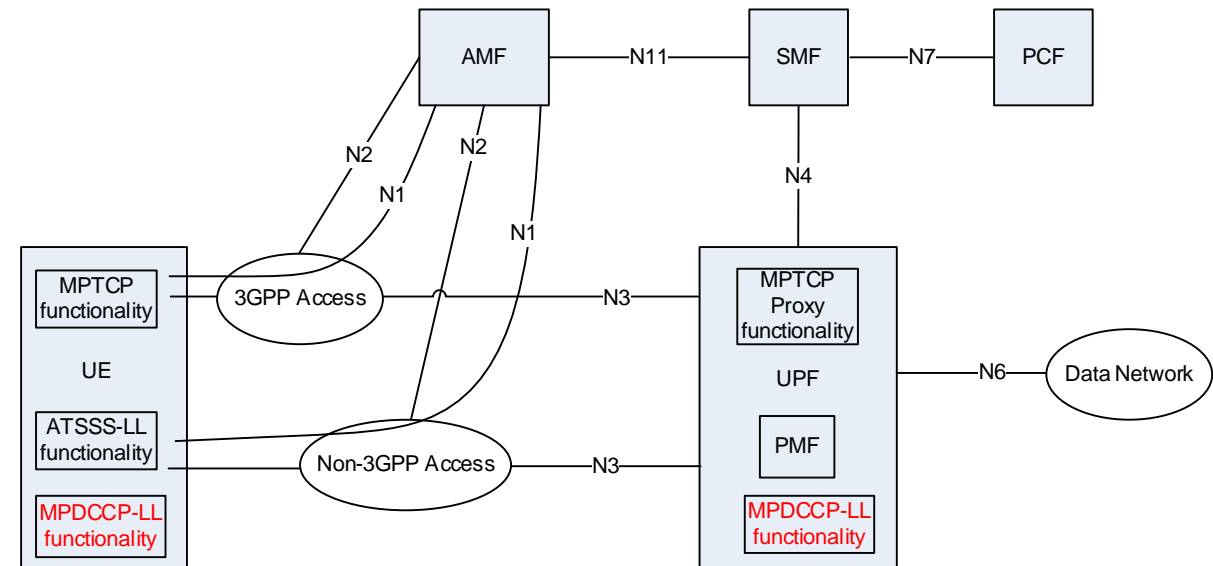 AMF
N11
SMF
N7
PCF
N2
N2
N1
N4
N1
MPTCP
functionality
3GPP Access
N3
MPTCP
Proxy
functionality
UE
UPF
N6
Data Network
ATSSS-LL
functionality
Non-3GPP Access
N3
PMF
MPDCCP-LL
functionality
MPDCCP-LL
functionality